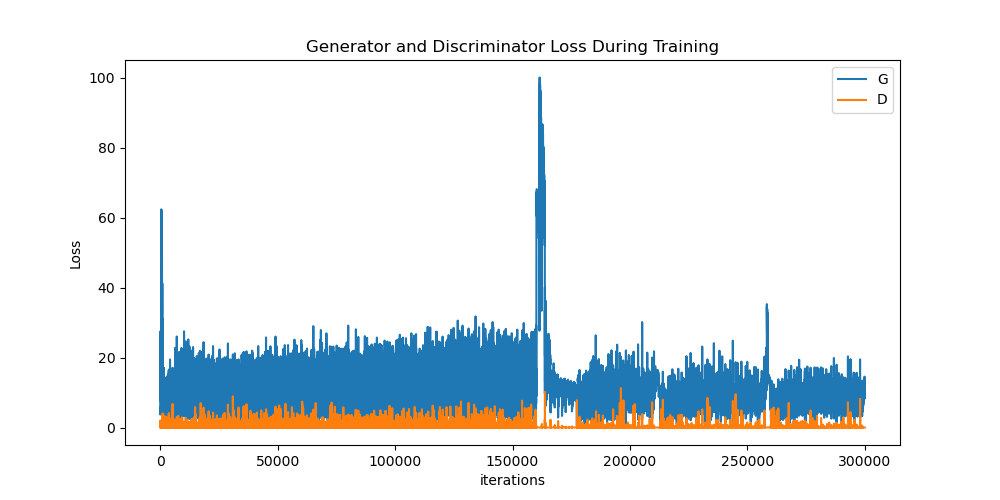 Generator and Discriminator Loss During Training
G
D
100
80
60
40
20
0
Loss
0 50000 100000 150000 200000 250000 300000
iterations